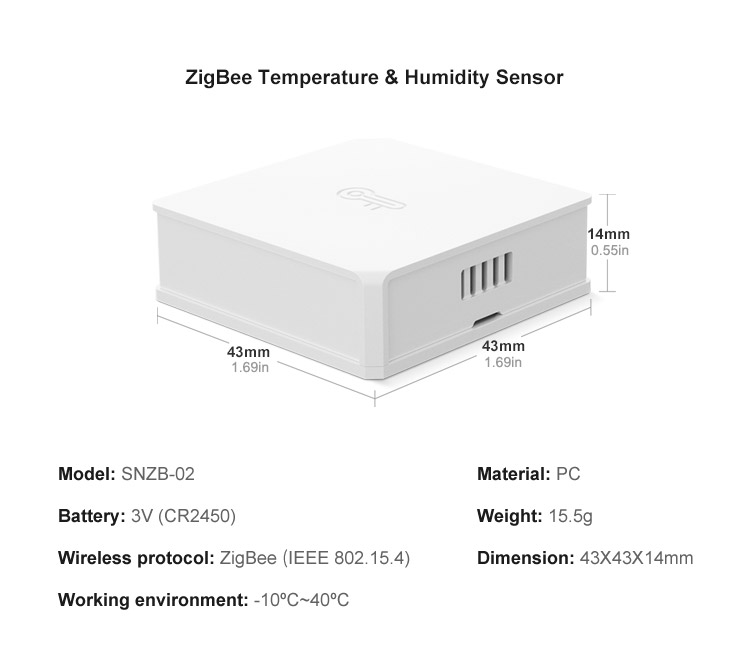 ZigBee Temperature & Humidity Sensor
14mm
0.55in
43mm
1.69in
43mm
1.69in
Model: SNZB-02
Material: PC
Battery: 3V (CR2450)
Weight: 15.5g
Wireless protocol: ZigBee (IEEE 802.15.4)
Dimension: 43X43X14mm
Working environment: -10ºC~40ºC